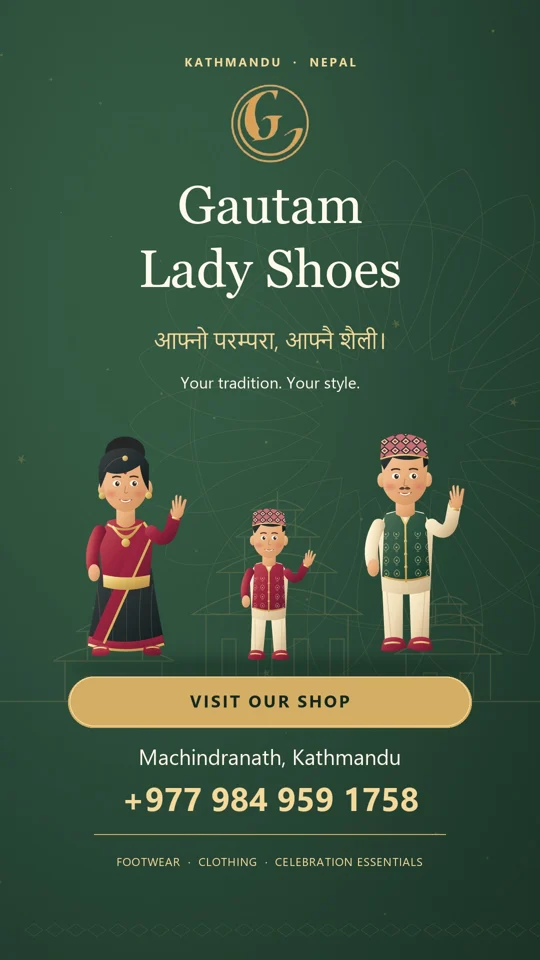 KATHMANDU · NEPAL
G
Gautam
Lady Shoes
आफ्नो परम्परा, आफ्नै शैली।
Your tradition. Your style.
VISIT OUR SHOP
Machindranath, Kathmandu
+977 984 959 1758
FOOTWEAR · CLOTHING · CELEBRATION ESSENTIALS